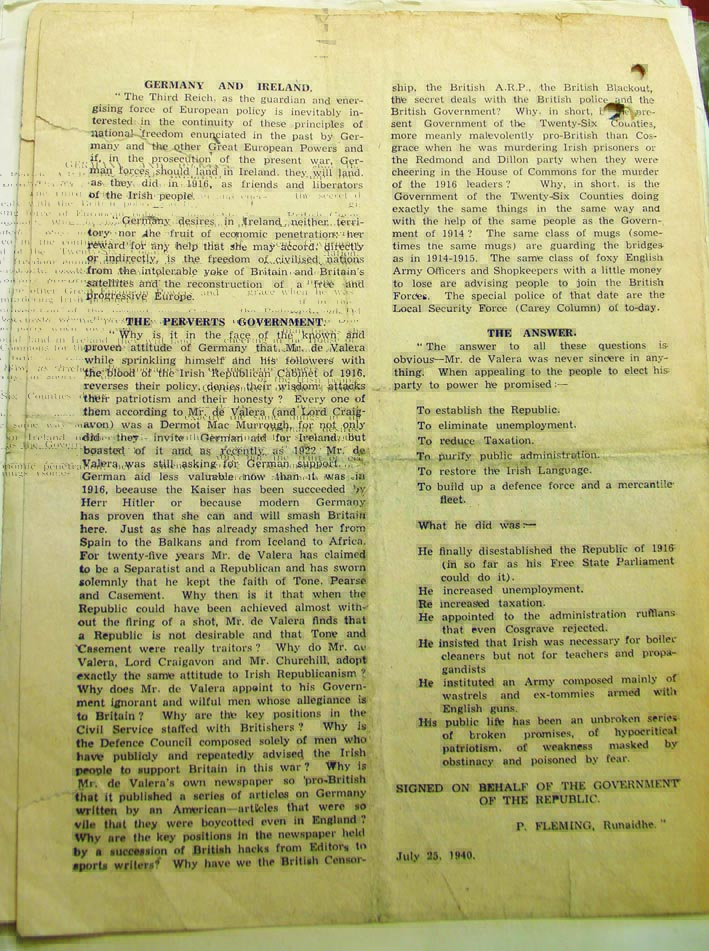 GERMANY AND IRELAND.
"The Third Reich, as the guardian and ener-
gising force of European policy is inevitably in-
terested in the continuity of these principles of
national freedom enunciated in the past by Ger-
many and the other Great European Powers and
if, in the prosecution of the present war, Ger-
man forces should land in Ireland, they will land,
as they did in 1916, as friends and liberators
of the Irish people.
"Germany desires in Ireland neither terri-
tory nor the fruit of economic penetration; her
reward for any help that she may accord, directly
or indirectly, is the freedom of civilised nations
from the intolerable yoke of Britain and Britain's
satellites and the reconstruction of a free and
progressive Europe.
THE PERVERTS GOVERNMENT.
"Why is it in the face of the known and
proven attitude of Germany that Mr. de Valera
while sprinkling himself and his followers with
the blood of the Irish Republican Cabinet of 1916,
reverses their policy, denies their wisdom, attacks
their patriotism and their honesty? Every one of
them according to Mr. de Valera (and Lord Craig-
avon) was a Dermot Mac Murrough, for not only
did they invite German aid for Ireland, but
boasted of it and as recently as 1922 Mr. de
Valera was still asking for German support.
German aid less valuable now than it was in
1916, because the Kaiser has been succeeded by
Herr Hitler or because modern Germany
has proven that she can and will smash Britain
here. Just as she has already smashed her from
Spain to the Balkans and from Iceland to Africa.
For twenty-five years Mr. de Valera has claimed
to be a Separatist and a Republican and has sworn
solemnly that he kept the faith of Tone, Pearse
and Casement. Why then is it that when the
Republic could have been achieved almost with-
out the firing of a shot, Mr. de Valera finds that
a Republic is not desirable and that Tone and
Casement were really traitors? Why do Mr. de
Valera, Lord Craigavon and Mr. Churchill, adopt
exactly the same attitude to Irish Republicanism?
Why does Mr. de Valera appoint to his Govern-
ment ignorant and wilful men whose allegiance is
to Britain? Why are the key positions in the
Civil Service staffed with Britishers? Why is
the Defence Council composed solely of men who
have publicly and repeatedly advised the Irish
people to support Britain in this war? Why is
Mr. de Valera's own newspaper so pro-British
that it published a series of articles on Germany
written by an American—articles that were so
vile that they were boycotted even in England?
Why are the key positions in the newspaper held
by a succession of British hacks from Editors to
sports writers? Why have we the British Censor-
ship, the British A.R.P., the British Blackout,
the secret deals with the British police and the
British Government? Why, in short, is the pre-
sent Government of the Twenty-Six Counties,
more meanly malevolently pro-British than Cos-
grace when he was murdering Irish prisoners or
the Redmond and Dillon party when they were
cheering in the House of Commons for the murder
of the 1916 leaders? Why, in short, is the
Government of the Twenty-Six Counties doing
exactly the same things in the same way and
with the help of the same people as the Govern-
ment of 1914? The same class of mugs (some-
times the same mugs) are guarding the bridges
as in 1914-1915. The same class of foxy English
Army Officers and Shopkeepers with a little money
to lose are advising people to join the British
Forces. The special police of that date are the
Local Security Force (Carey Column) of to-day.
THE ANSWER.
"The answer to all these questions is
obvious—Mr. de Valera was never sincere in any-
thing. When appealing to the people to elect his
party to power he promised:—
To establish the Republic.
To eliminate unemployment.
To reduce Taxation.
To purify public administration.
To restore the Irish Language.
To build up a defence force and a mercantile
fleet.
What he did was:—
He finally disestablished the Republic of 1916
(in so far as his Free State Parliament
could do it).
He increased unemployment.
Re increased taxation.
He appointed to the administration ruffians
that even Cosgrave rejected.
He insisted that Irish was necessary for boiler
cleaners but not for teachers and propa-
gandists
He instituted an Army composed mainly of
wastrels and ex-tommies armed with
English guns.
His public life has been an unbroken series
of broken promises, of hypocritical
patriotism, of weakness masked by
obstinacy and poisoned by fear.
SIGNED ON BEHALF OF THE GOVERNMENT
OF THE REPUBLIC.
P. FLEMING, Runaidhe."
July 25, 1940.